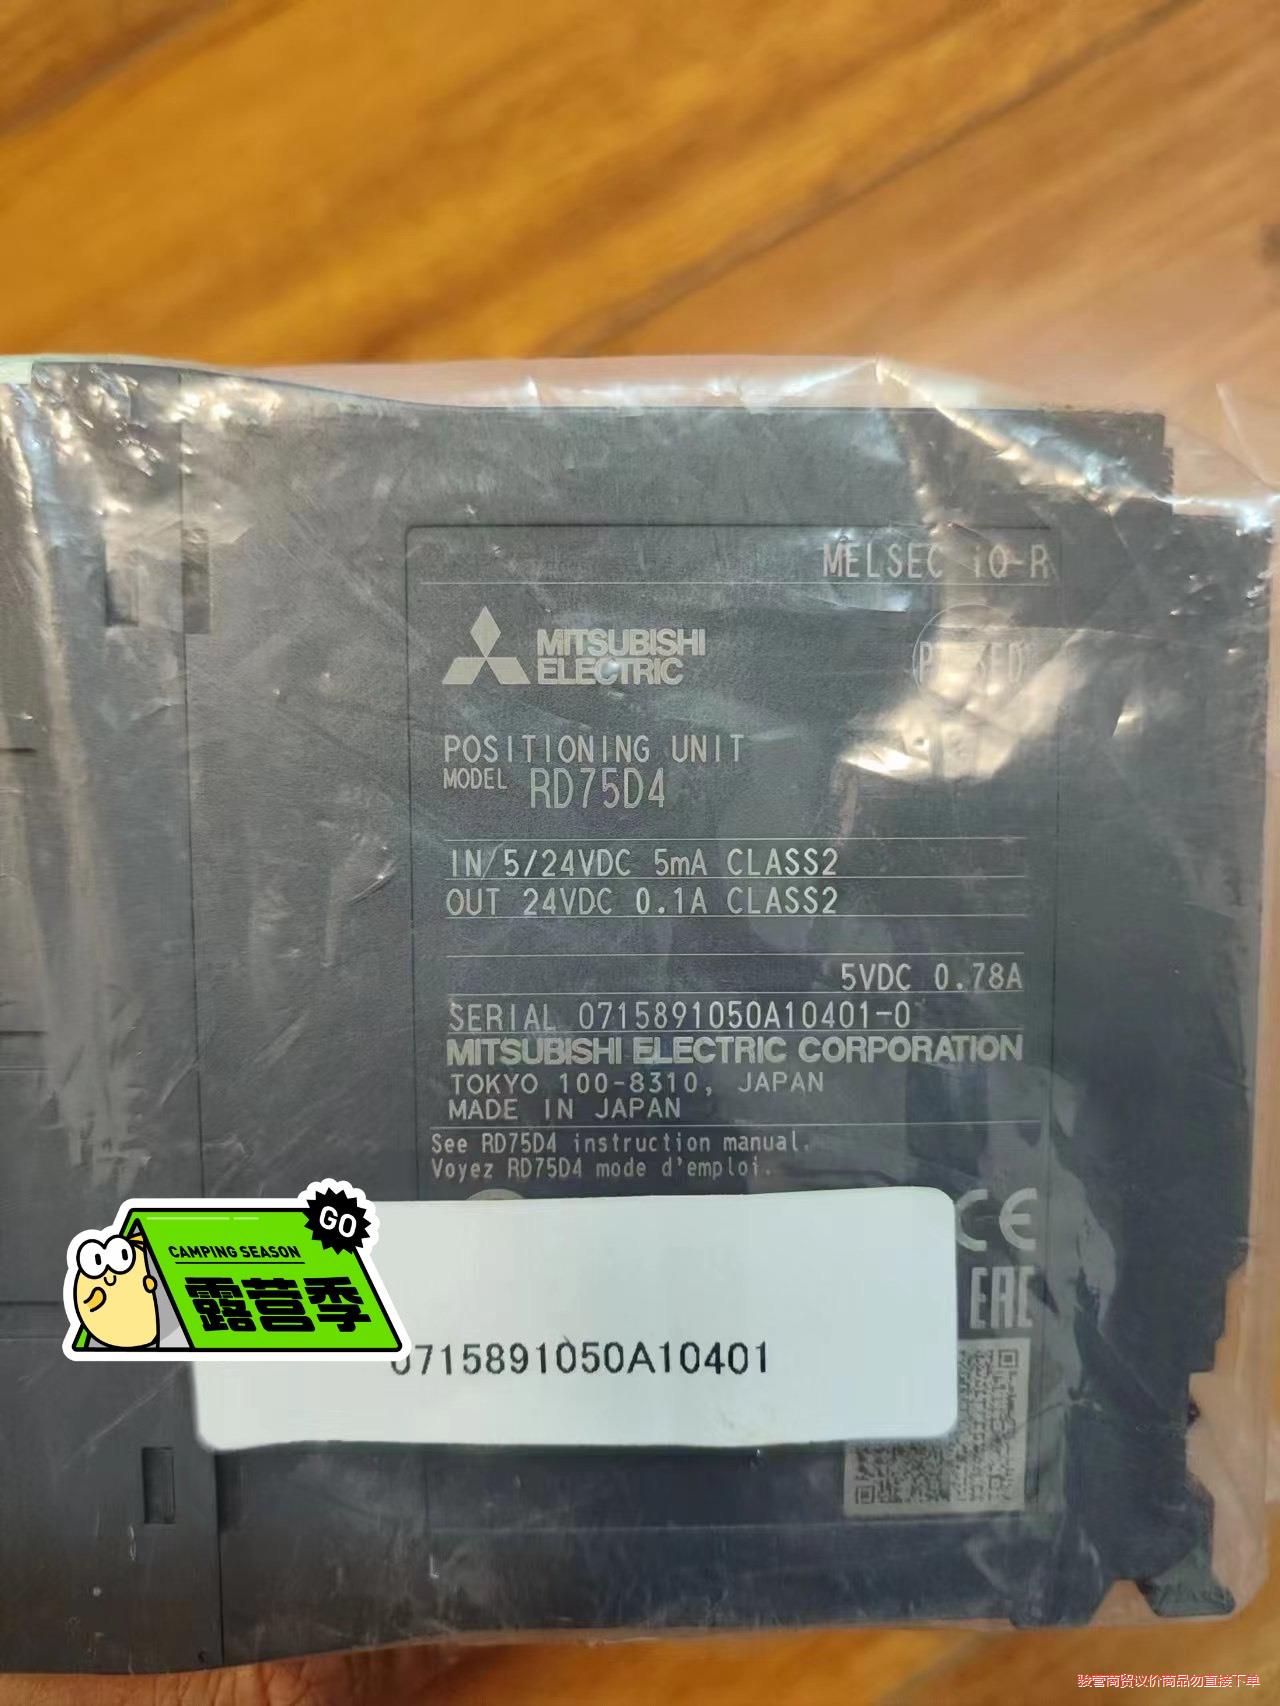 MELSEC iQ-R
MITSUBISHI
ELECTRIC
PASSED
POSITIONING UNIT
MODEL RD75D4
IN 5/24VDC 5mA CLASS2
OUT 24VDC 0.1A CLASS2
5VDC 0.78A
SERIAL 0715891050A10401-0
MITSUBISHI ELECTRIC CORPORATION
TOKYO 100-8310, JAPAN
MADE IN JAPAN
See RD75D4 instruction manual.
Voyez RD75D4 mode d'emploi.
CE
EAC
GO
CAMPING SEASON
露营季
0715891050A10401
骏营商贸议价商品勿直接下单